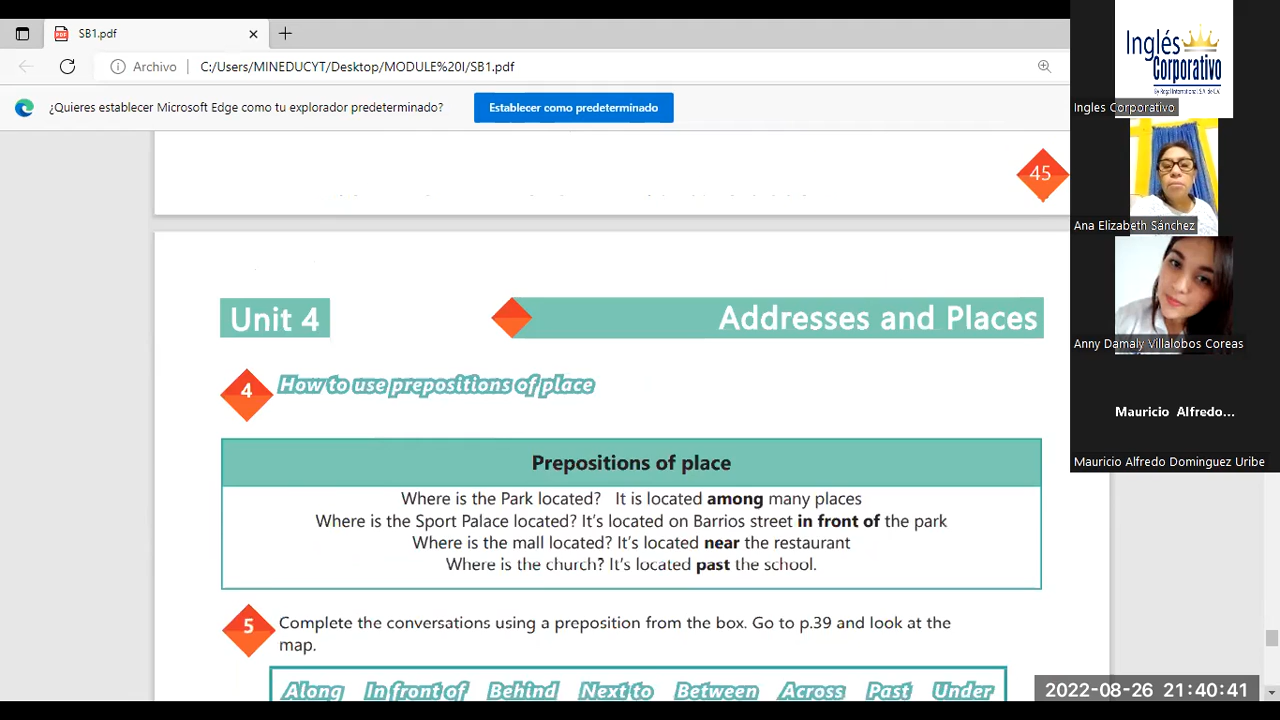 SB1.pdf
Archivo
C:/Users/MINEDUCYT/Desktop/MODULE%20I/SB1.pdf
¿Quieres establecer Microsoft Edge como tu explorador predeterminado?
Establecer como predeterminado
45
Unit 4
Addresses and Places
4
How to use prepositions of place
Prepositions of place
Where is the Park located? It is located among many places
Where is the Sport Palace located? It's located on Barrios street in front of the park
Where is the mall located? It's located near the restaurant
Where is the church? It's located past the school.
5
Complete the conversations using a preposition from the box. Go to p.39 and look at the
map.
Along In front of Behind Next to Between Across Past Under
Inglés
Corporativo
Ingles Corporativo
Ana Elizabeth Sánchez
Anny Damaly Villalobos Coreas
Mauricio Alfredo...
Mauricio Alfredo Dominguez Uribe
2022-08-26 21:40:41